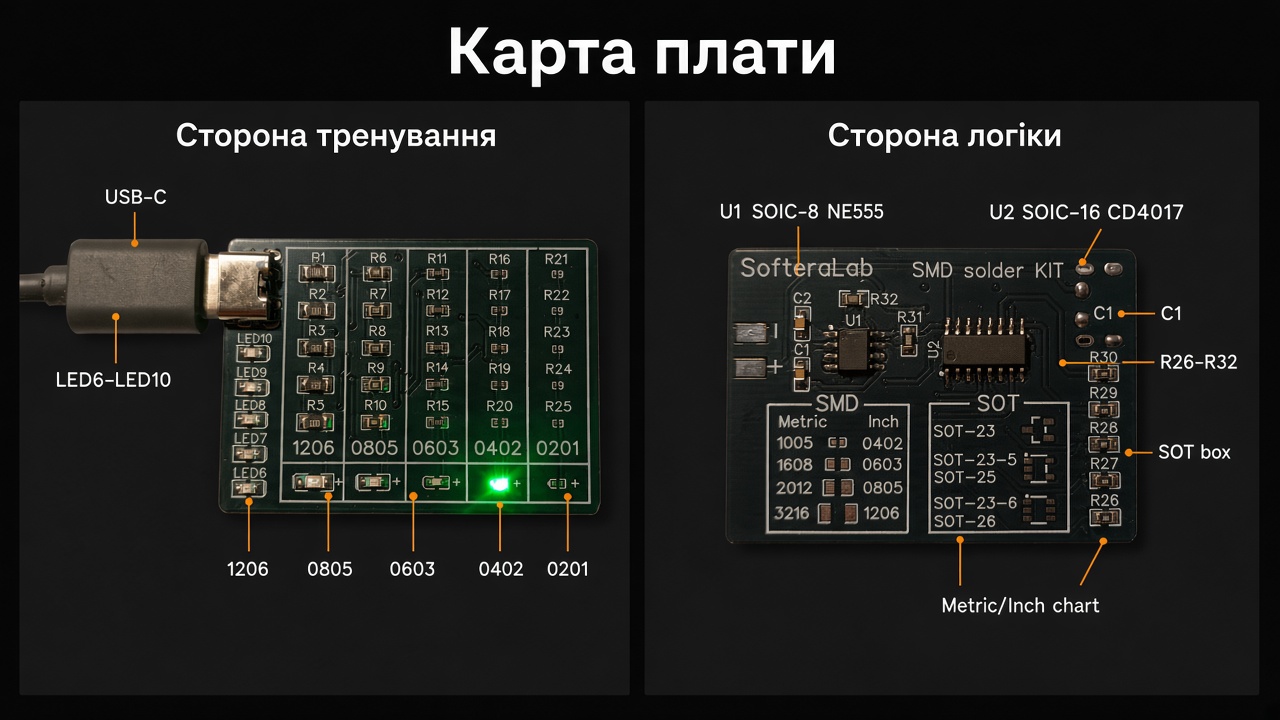 Карта плати
Сторона тренування
USB-C
LED6-LED10
R1 R6 R11 R16 R21
R2 R7 R12 R17 R22
R3 R8 R13 R18 R23
LED10
R4 R9 R14 R19 R24
LED9
R5 R10 R15 R20 R25
LED8
LED7
1206 0805 0603 0402 0201
LED6
+ + + + +
1206 0805 0603 0402 0201
Сторона логіки
U1 SOIC-8 NE555
U2 SOIC-16 CD4017
SofteraLab SMD solder KIT
C2 R32
C1
U1 R31
U2
C1
−
+
C1
R26-R32
R30
R29
R28
R27
R26
SMD
Metric Inch
1005 0402
1608 0603
2012 0805
3216 1206
SOT
SOT-23
SOT-23-5
SOT-25
SOT-23-6
SOT-26
SOT box
Metric/Inch chart